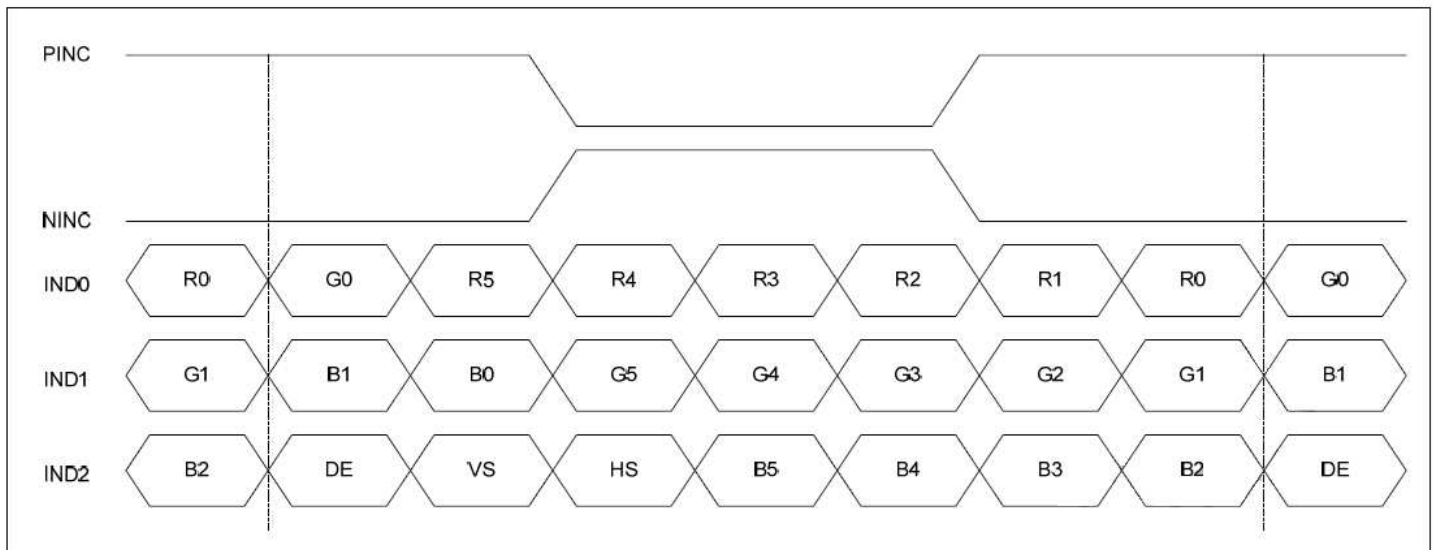 PINC
NINC
IND0 R0 G0 R5 R4 R3 R2 R1 R0 G0
IND1 G1 B1 B0 G5 G4 G3 G2 G1 B1
IND2 B2 DE VS HS B5 B4 B3 B2 DE